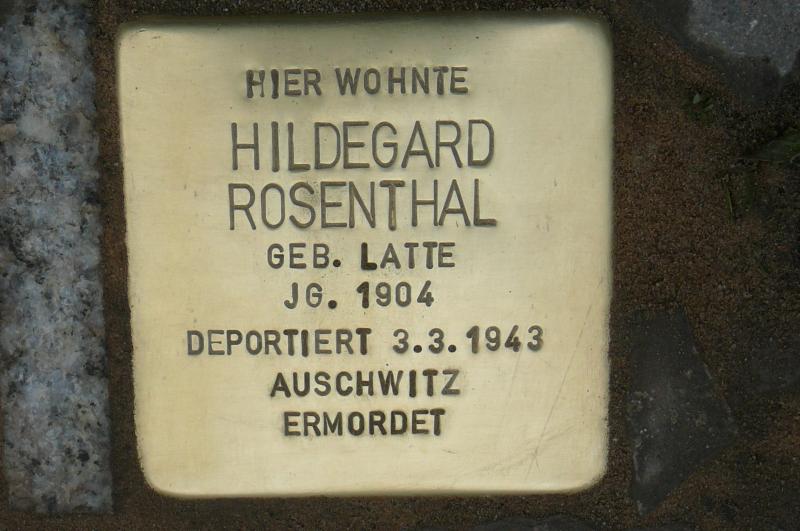 HIER WOHNTE
HILDEGARD
ROSENTHAL
GEB. LATTE
JG. 1904
DEPORTIERT 3.3.1943
AUSCHWITZ
ERMORDET